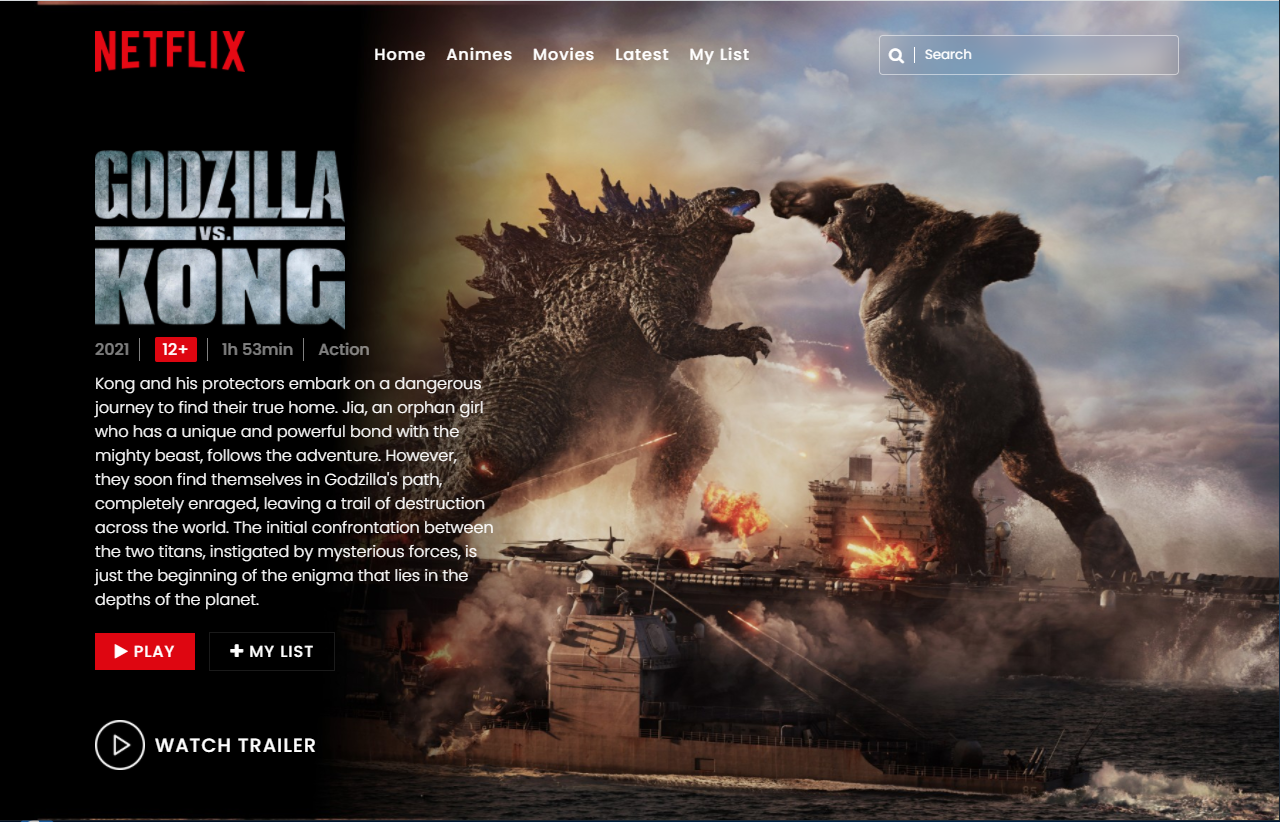 NETFLIX
Home Animes Movies Latest My List
Search
GODZILLA
VS.
KONG
2021 12+ 1h 53min Action
Kong and his protectors embark on a dangerous
journey to find their true home. Jia, an orphan girl
who has a unique and powerful bond with the
mighty beast, follows the adventure. However,
they soon find themselves in Godzilla's path,
completely enraged, leaving a trail of destruction
across the world. The initial confrontation between
the two titans, instigated by mysterious forces, is
just the beginning of the enigma that lies in the
depths of the planet.
PLAY
MY LIST
WATCH TRAILER